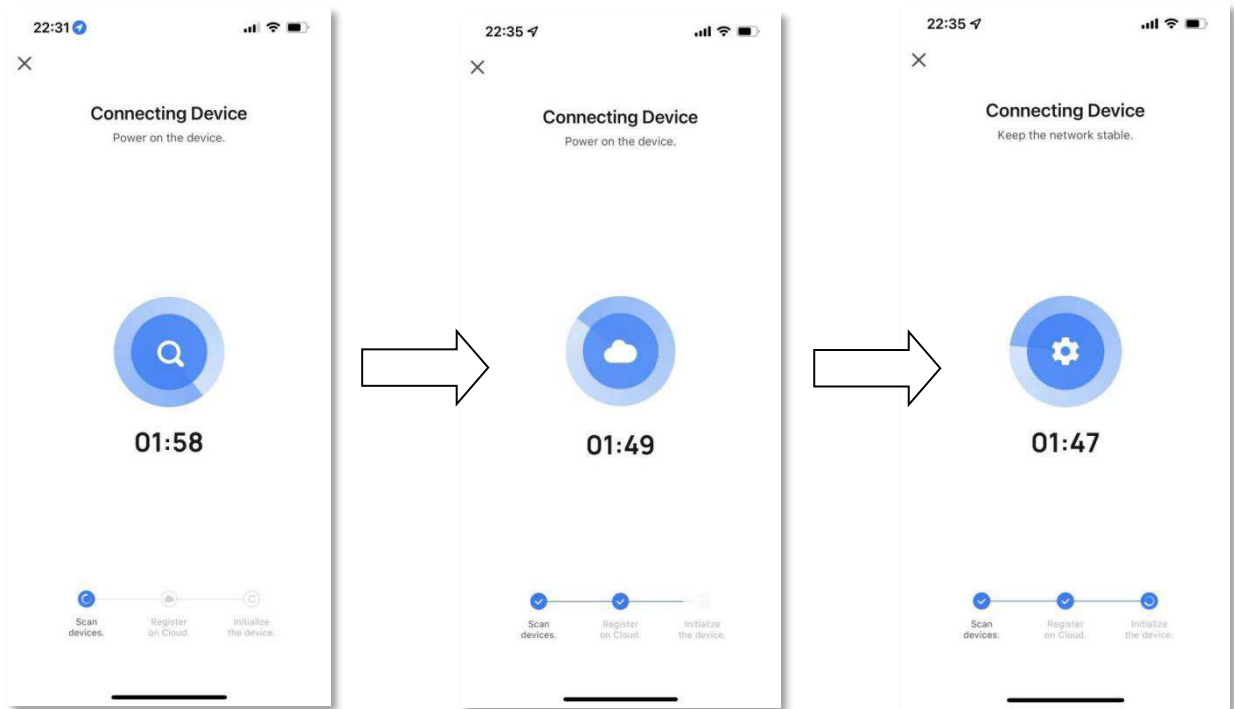 22:31
Connecting Device
Power on the device.
01:58
Scan
devices.
Register
on Cloud.
Initialize
the device.
22:35
Connecting Device
Power on the device.
01:49
Scan
devices.
Register
on Cloud.
Initialize
the device.
22:35
Connecting Device
Keep the network stable.
01:47
Scan
devices.
Register
on Cloud.
Initialize
the device.